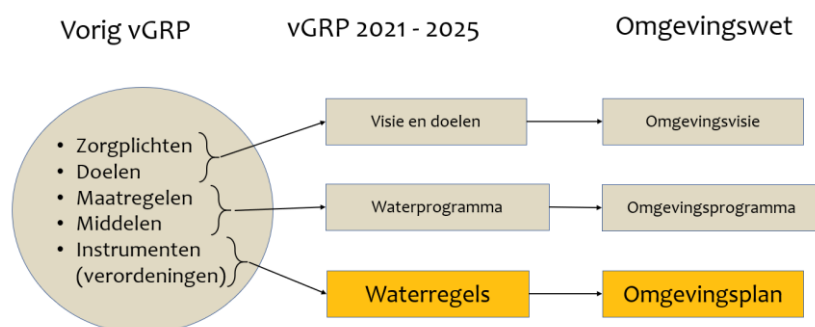 Vorig vGRP
vGRP 2021 - 2025
Omgevingswet
• Zorgplichten
• Doelen
• Maatregelen
• Middelen
• Instrumenten
(verordeningen)
Visie en doelen
Omgevingsvisie
Waterprogramma
Omgevingsprogramma
Waterregels
Omgevingsplan